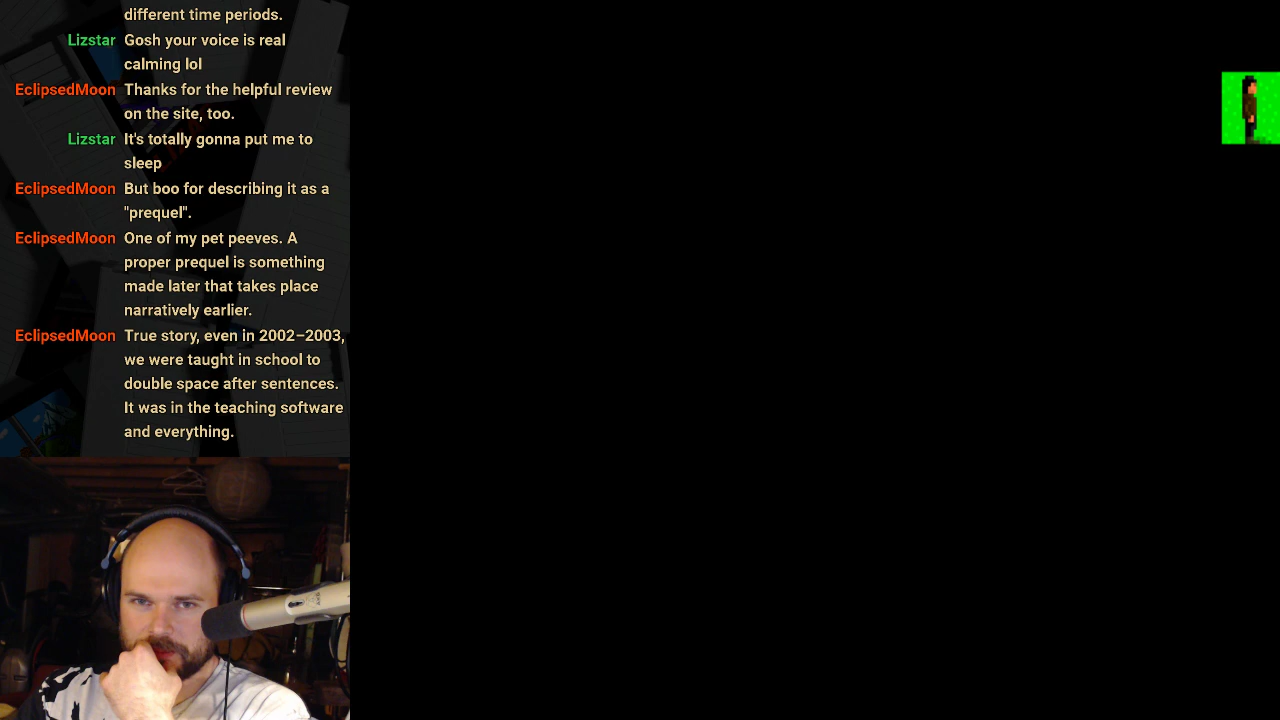 different time periods.
Lizstar Gosh your voice is real
calming lol
EclipsedMoon Thanks for the helpful review
on the site, too.
Lizstar It's totally gonna put me to
sleep
EclipsedMoon But boo for describing it as a
"prequel".
EclipsedMoon One of my pet peeves. A
proper prequel is something
made later that takes place
narratively earlier.
EclipsedMoon True story, even in 2002–2003,
we were taught in school to
double space after sentences.
It was in the teaching software
and everything.